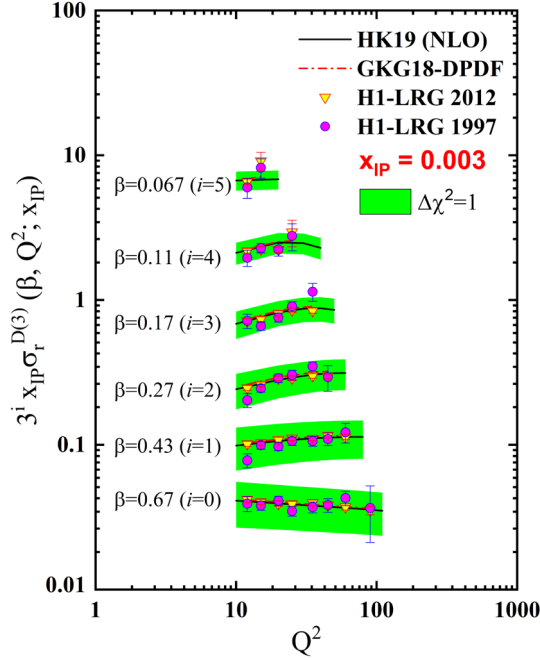 100
HK19 (NLO)
GKG18-DPDF
H1-LRG 2012
H1-LRG 1997
x_IP = 0.003
Δχ²=1
10
β=0.067 (i=5)
β=0.11 (i=4)
1
β=0.17 (i=3)
β=0.27 (i=2)
0.1
β=0.43 (i=1)
β=0.67 (i=0)
0.01
1 10 100 1000
Q²
3^i x_IP σ_r^D(3) (β, Q²; x_IP)